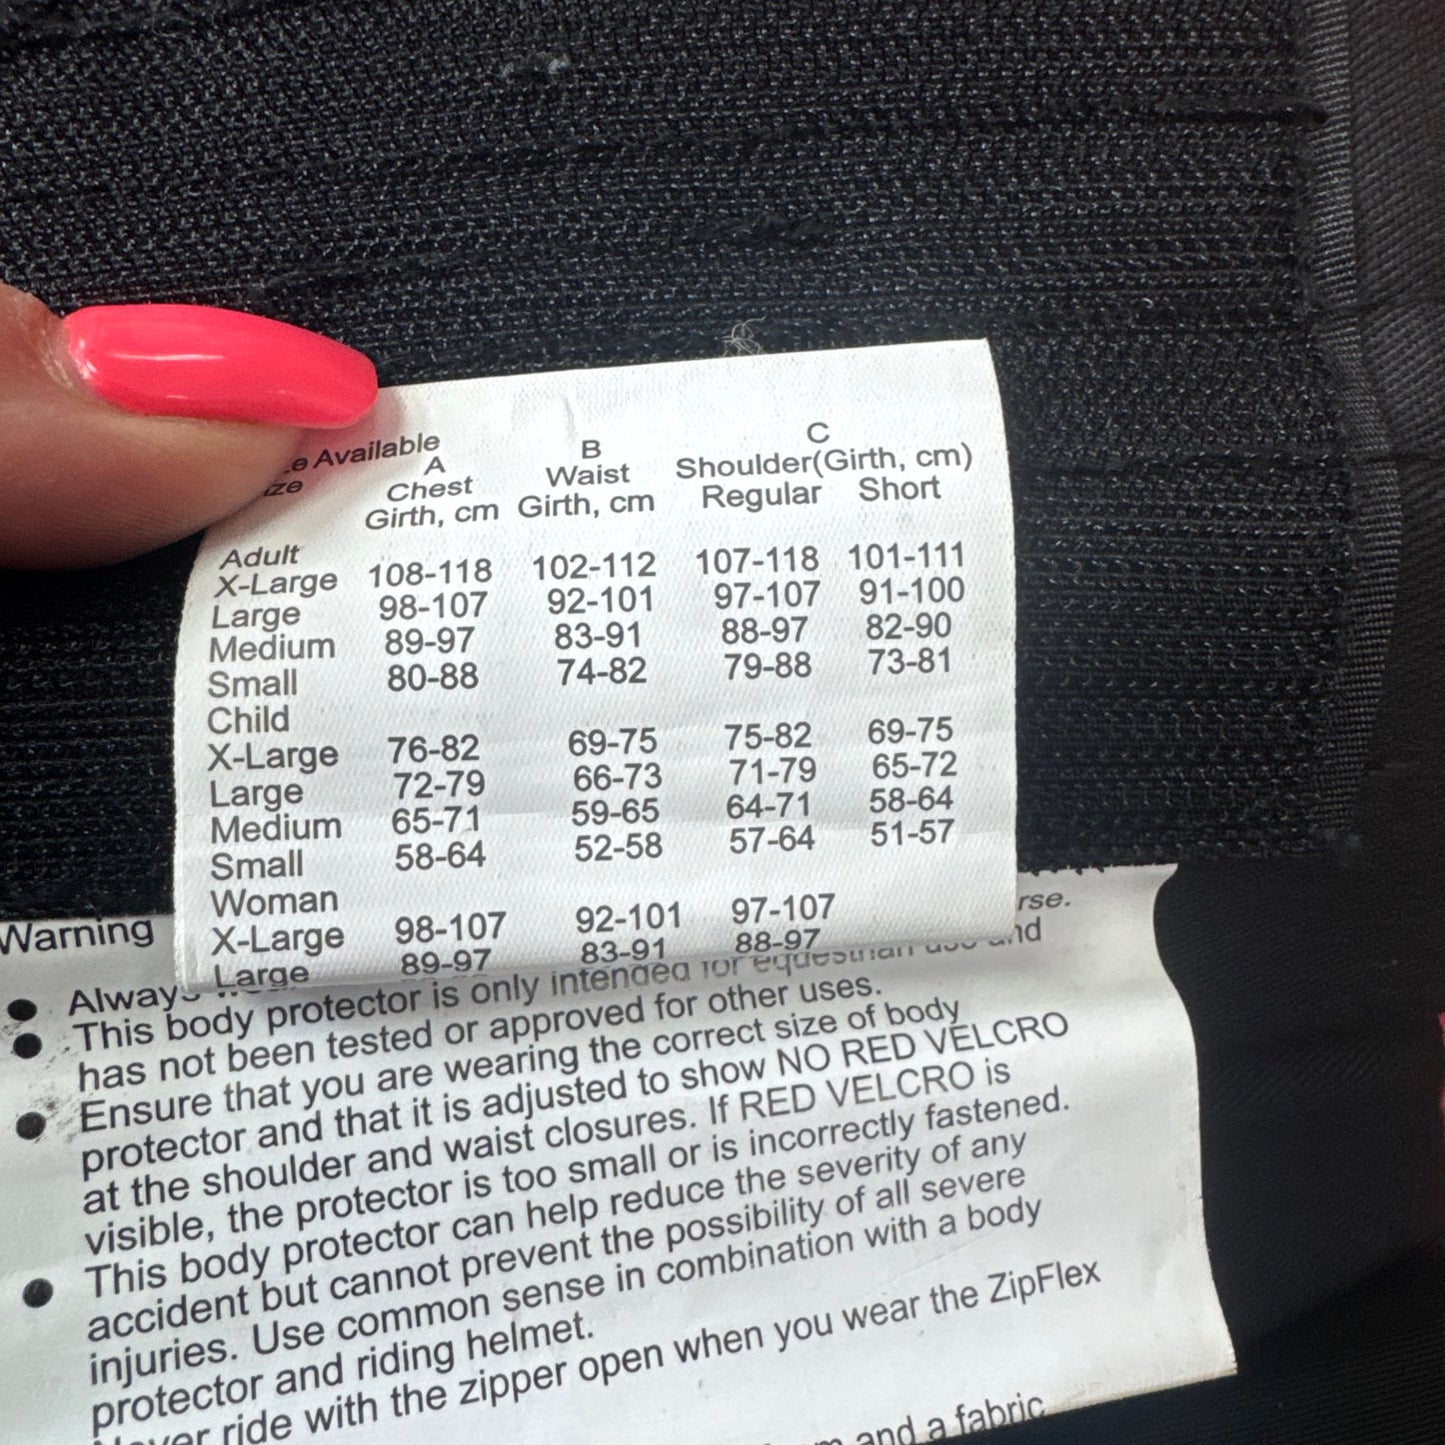 Available
A B C
Chest Waist Shoulder(Girth, cm)
Girth, cm Girth, cm Regular Short
Adult
X-Large 108-118 102-112 107-118 101-111
Large 98-107 92-101 97-107 91-100
Medium 89-97 83-91 88-97 82-90
Small 80-88 74-82 79-88 73-81
Child
X-Large 76-82 69-75 75-82 69-75
Large 72-79 66-73 71-79 65-72
Medium 65-71 59-65 64-71 58-64
Small 58-64 52-58 57-64 51-57
Woman
X-Large 98-107 92-101 97-107
Large 89-97 83-91 88-97
Warning
● Always
● This body protector is only intended for equestrian use and
has not been tested or approved for other uses.
● Ensure that you are wearing the correct size of body
protector and that it is adjusted to show NO RED VELCRO
at the shoulder and waist closures. If RED VELCRO is
visible, the protector is too small or is incorrectly fastened.
● This body protector can help reduce the severity of any
accident but cannot prevent the possibility of all severe
injuries. Use common sense in combination with a body
protector and riding helmet.
Never ride with the zipper open when you wear the ZipFlex
and a fabric